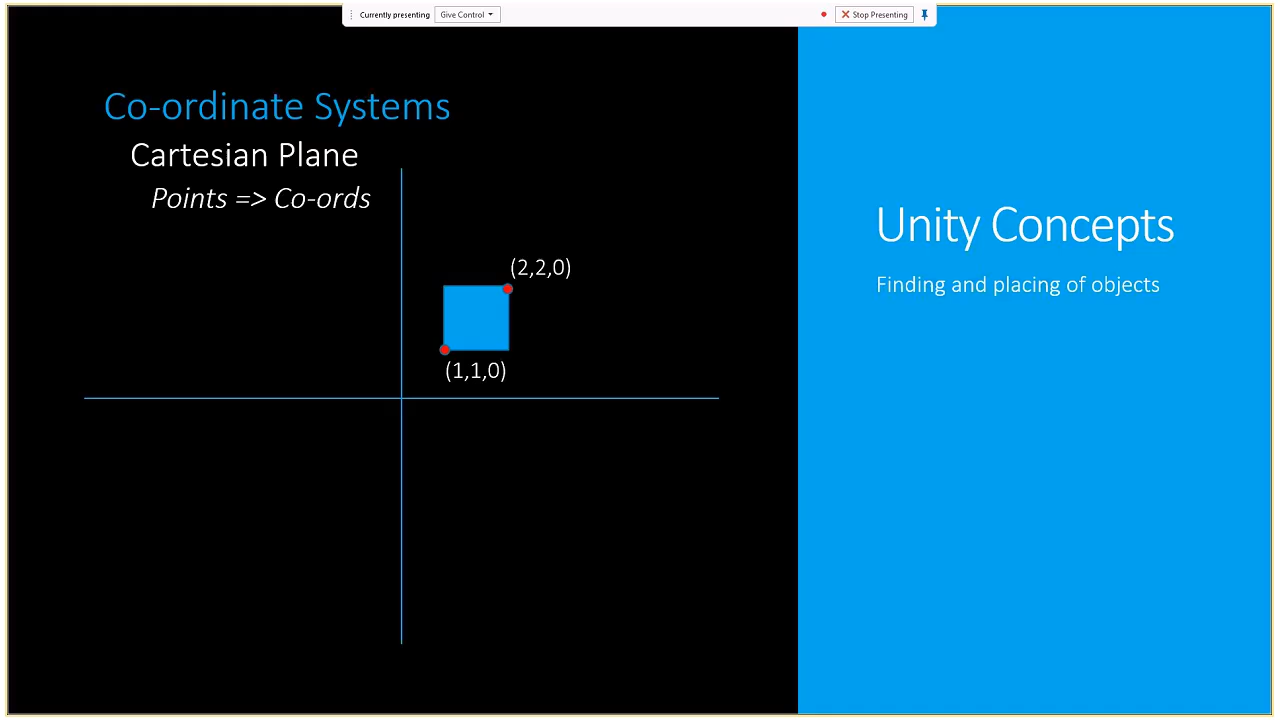 Currently presenting
Give Control
Stop Presenting
Co-ordinate Systems
Cartesian Plane
Points => Co-ords
(2,2,0)
(1,1,0)
Unity Concepts
Finding and placing of objects